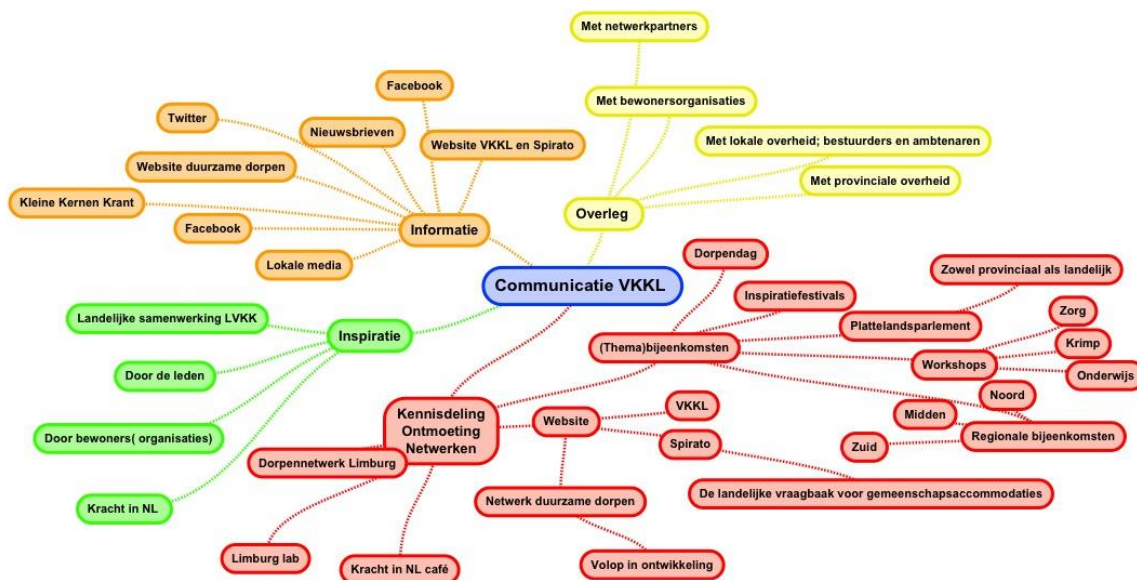 Communicatie VKKL
Overleg
Met netwerkpartners
Met bewonersorganisaties
Met lokale overheid; bestuurders en ambtenaren
Met provinciale overheid
Informatie
Facebook
Twitter
Nieuwsbrieven
Website VKKL en Spirato
Website duurzame dorpen
Kleine Kernen Krant
Facebook
Lokale media
Inspiratie
Landelijke samenwerking LVKK
Door de leden
Door bewoners( organisaties)
Kracht in NL
Kennisdeling
Ontmoeting
Netwerken
Dorpennetwerk Limburg
Limburg lab
Kracht in NL café
Website
VKKL
Spirato
De landelijke vraagbaak voor gemeenschapsaccommodaties
Netwerk duurzame dorpen
Volop in ontwikkeling
(Thema)bijeenkomsten
Dorpendag
Inspiratiefestivals
Plattelandsparlement
Zowel provinciaal als landelijk
Workshops
Zorg
Krimp
Onderwijs
Regionale bijeenkomsten
Noord
Midden
Zuid